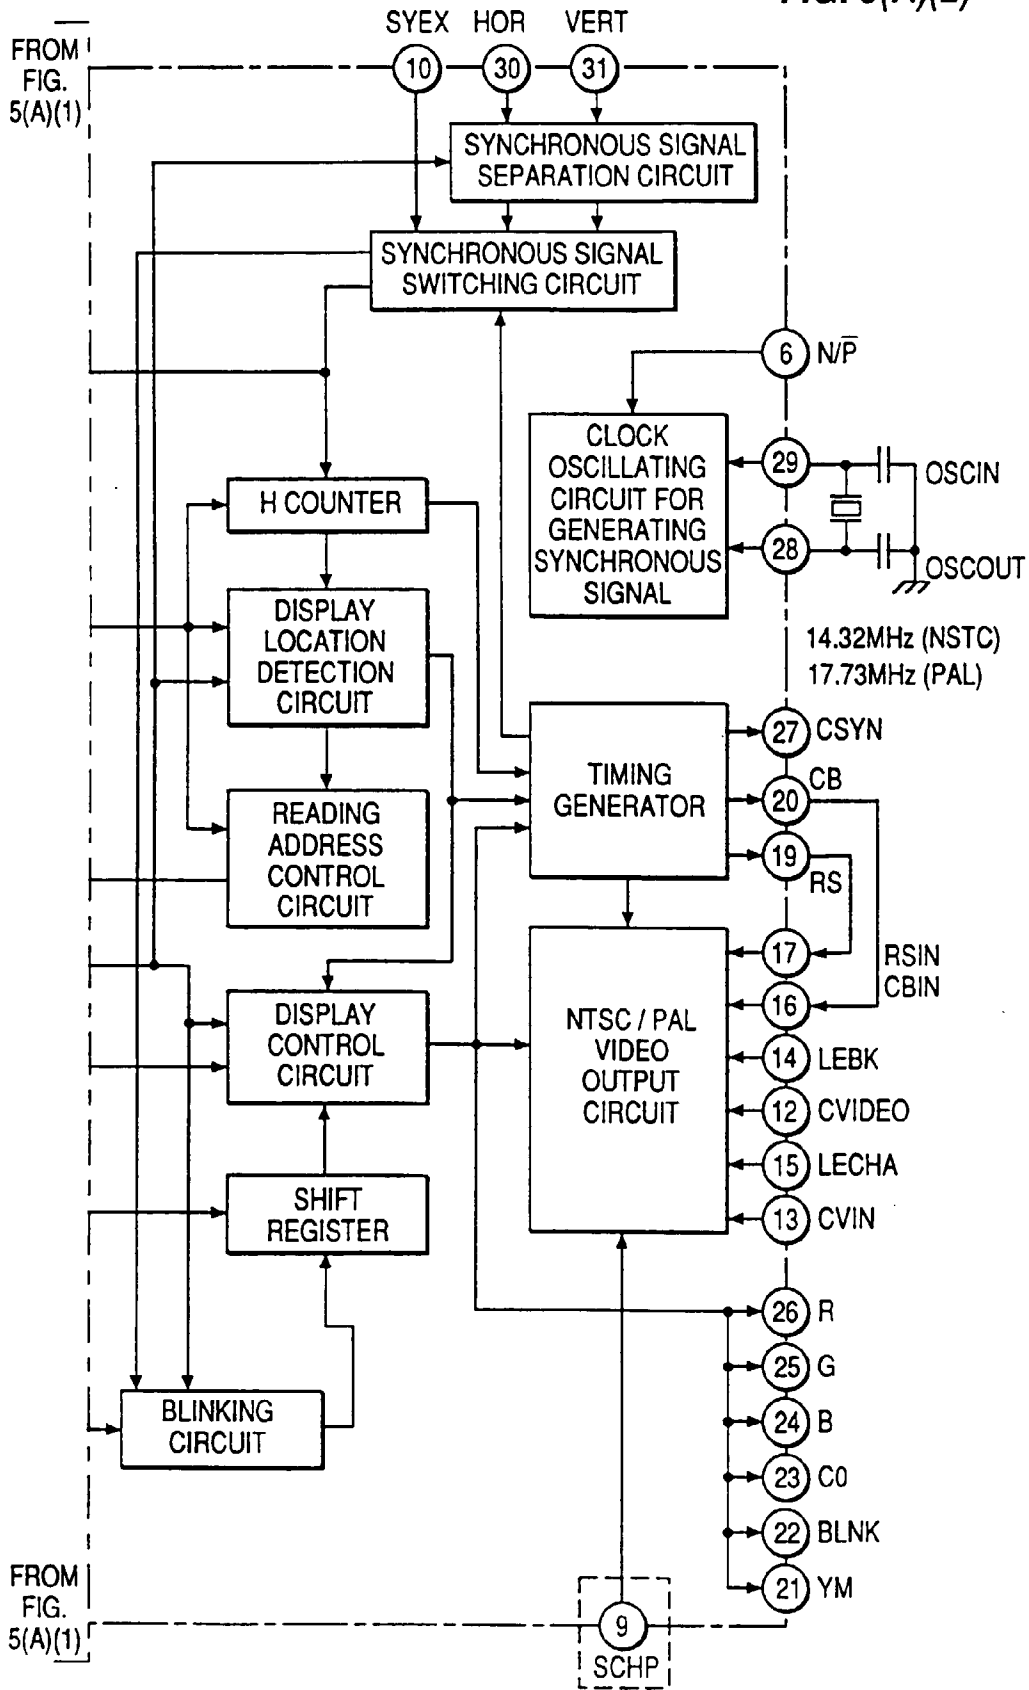 SYEX HOR VERT
FROM
FIG.
5(A)(1)
10 30 31
SYNCHRONOUS SIGNAL
SEPARATION CIRCUIT
SYNCHRONOUS SIGNAL
SWITCHING CIRCUIT
6 N/P̅
CLOCK
OSCILLATING
CIRCUIT FOR
GENERATING
SYNCHRONOUS
SIGNAL
29
OSCIN
28
OSCOUT
14.32MHz (NSTC)
17.73MHz (PAL)
H COUNTER
DISPLAY
LOCATION
DETECTION
CIRCUIT
READING
ADDRESS
CONTROL
CIRCUIT
TIMING
GENERATOR
27 CSYN
CB
20
19
RS
17
RSIN
CBIN
16
DISPLAY
CONTROL
CIRCUIT
NTSC / PAL
VIDEO
OUTPUT
CIRCUIT
14 LEBK
12 CVIDEO
15 LECHA
13 CVIN
SHIFT
REGISTER
26 R
25 G
24 B
23 C0
22 BLNK
21 YM
BLINKING
CIRCUIT
FROM
FIG.
5(A)(1)
9
SCHP